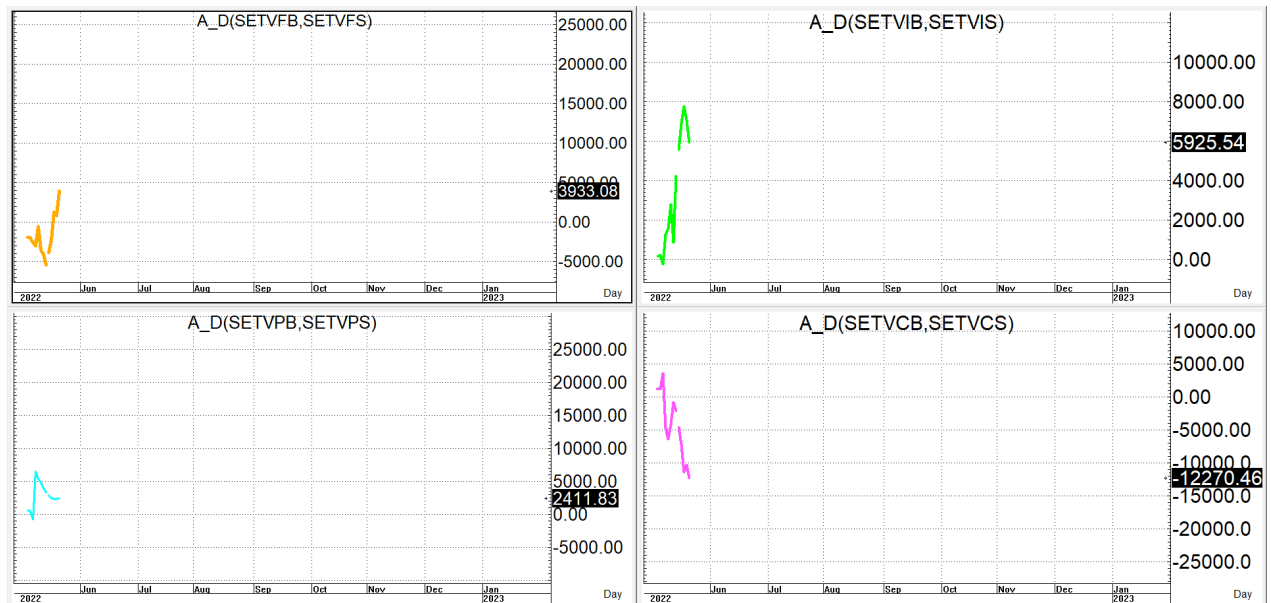 A_D(SETVFB,SETVFS)
25000.00
20000.00
15000.00
10000.00
5000.00
3933.08
0.00
-5000.00
Jun Jul Aug Sep Oct Nov Dec Jan
2022 2023 Day
A_D(SETVIB,SETVIS)
10000.00
8000.00
5925.54
4000.00
2000.00
0.00
Jun Jul Aug Sep Oct Nov Dec Jan
2022 2023 Day
A_D(SETVPB,SETVPS)
25000.00
20000.00
15000.00
10000.00
5000.00
2411.83
0.00
-5000.00
Jun Jul Aug Sep Oct Nov Dec Jan
2022 2023 Day
A_D(SETVCB,SETVCS)
10000.00
5000.00
0.00
-5000.00
-10000.0
-12270.46
-15000.0
-20000.0
-25000.0
Jun Jul Aug Sep Oct Nov Dec Jan
2022 2023 Day